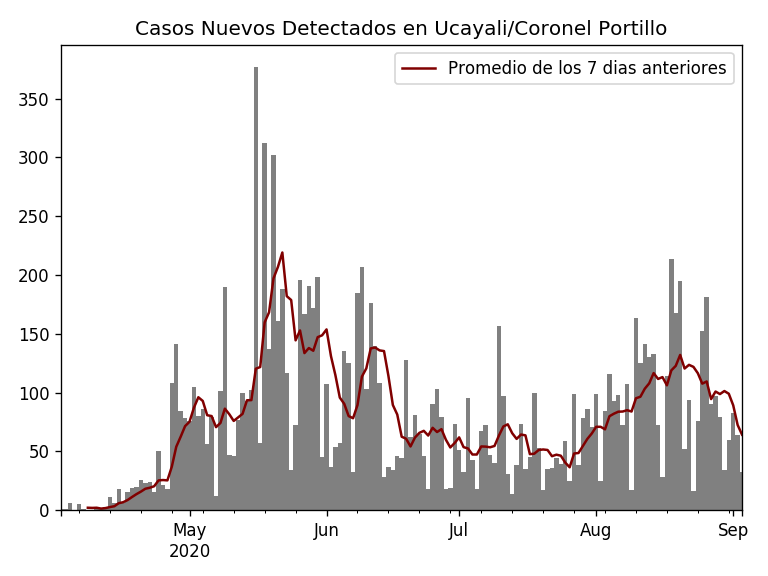 Casos Nuevos Detectados en Ucayali/Coronel Portillo
Promedio de los 7 dias anteriores
350
300
250
200
150
100
50
0
May
2020
Jun
Jul
Aug
Sep